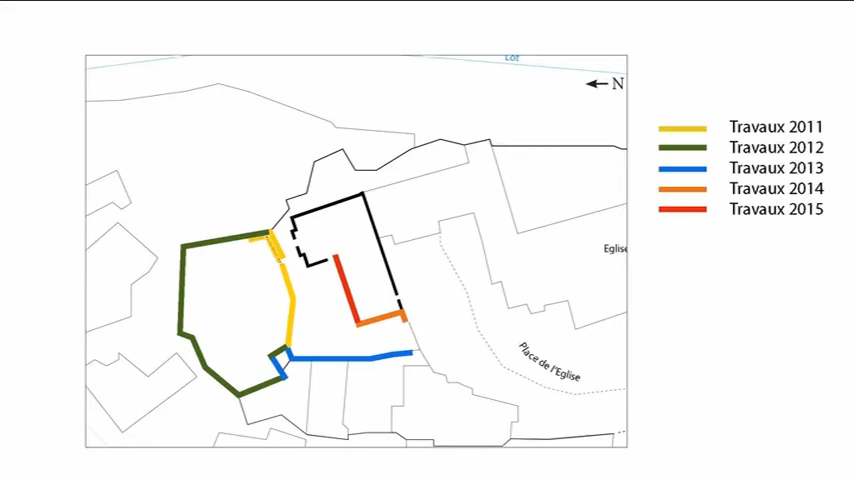 Lot
N
Travaux 2011
Travaux 2012
Travaux 2013
Travaux 2014
Travaux 2015
Eglise
Place de l'Eglise